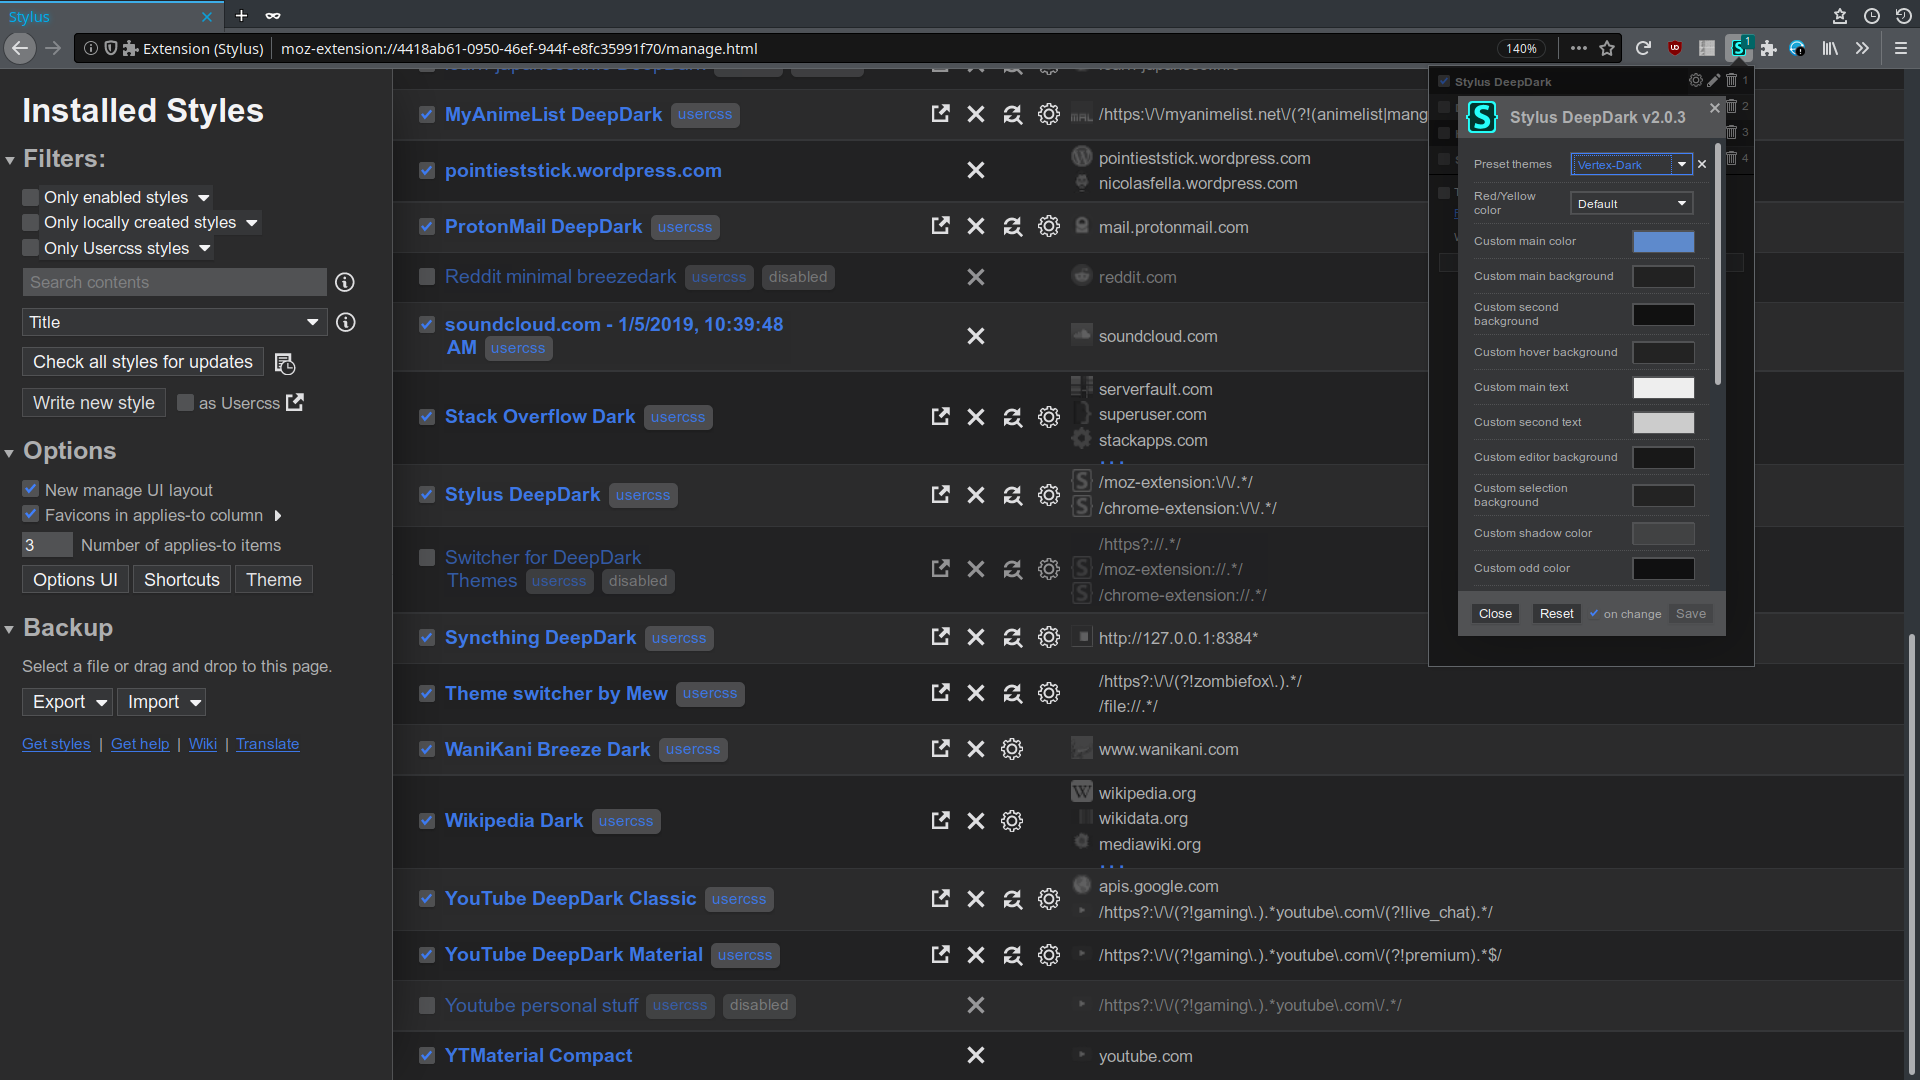 Stylus
Extension (Stylus)
moz-extension://4418ab61-0950-46ef-944f-e8fc35991f70/manage.html
140%
Installed Styles
Filters:
Only enabled styles
Only locally created styles
Only Usercss styles
Search contents
Title
Check all styles for updates
Write new style
as Usercss
Options
New manage UI layout
Favicons in applies-to column
3 Number of applies-to items
Options UI
Shortcuts
Theme
Backup
Select a file or drag and drop to this page.
Export
Import
Get styles | Get help | Wiki | Translate
MyAnimeList DeepDark usercss
/https:\/\/myanimelist.net\/(?!(animelist|mang
pointieststick.wordpress.com
pointieststick.wordpress.com
nicolasfella.wordpress.com
ProtonMail DeepDark usercss
mail.protonmail.com
Reddit minimal breezedark usercss disabled
reddit.com
soundcloud.com - 1/5/2019, 10:39:48
AM usercss
soundcloud.com
Stack Overflow Dark usercss
serverfault.com
superuser.com
stackapps.com
...
Stylus DeepDark usercss
/moz-extension:\/\/.*/
/chrome-extension:\/\/.*/
Switcher for DeepDark
Themes usercss disabled
/https?://.*/
/moz-extension://.*/
/chrome-extension://.*/
Syncthing DeepDark usercss
http://127.0.0.1:8384*
Theme switcher by Mew usercss
/https?:\/\/(?!zombiefox\.).*/
/file://.*/
WaniKani Breeze Dark usercss
www.wanikani.com
Wikipedia Dark usercss
wikipedia.org
wikidata.org
mediawiki.org
...
YouTube DeepDark Classic usercss
apis.google.com
/https?:\/\/(?!gaming\.).*youtube\.com\/(?!live_chat).*/
YouTube DeepDark Material usercss
/https?:\/\/(?!gaming\.).*youtube\.com\/(?!premium).*$/
Youtube personal stuff usercss disabled
/https?:\/\/(?!gaming\.).*youtube\.com\/.*/
YTMaterial Compact
youtube.com
Stylus DeepDark
1
2
3
4
Stylus DeepDark v2.0.3
Preset themes Vertex-Dark
Red/Yellow
color
Default
Custom main color
Custom main background
Custom second
background
Custom hover background
Custom main text
Custom second text
Custom editor background
Custom selection
background
Custom shadow color
Custom odd color
Close
Reset
on change
Save